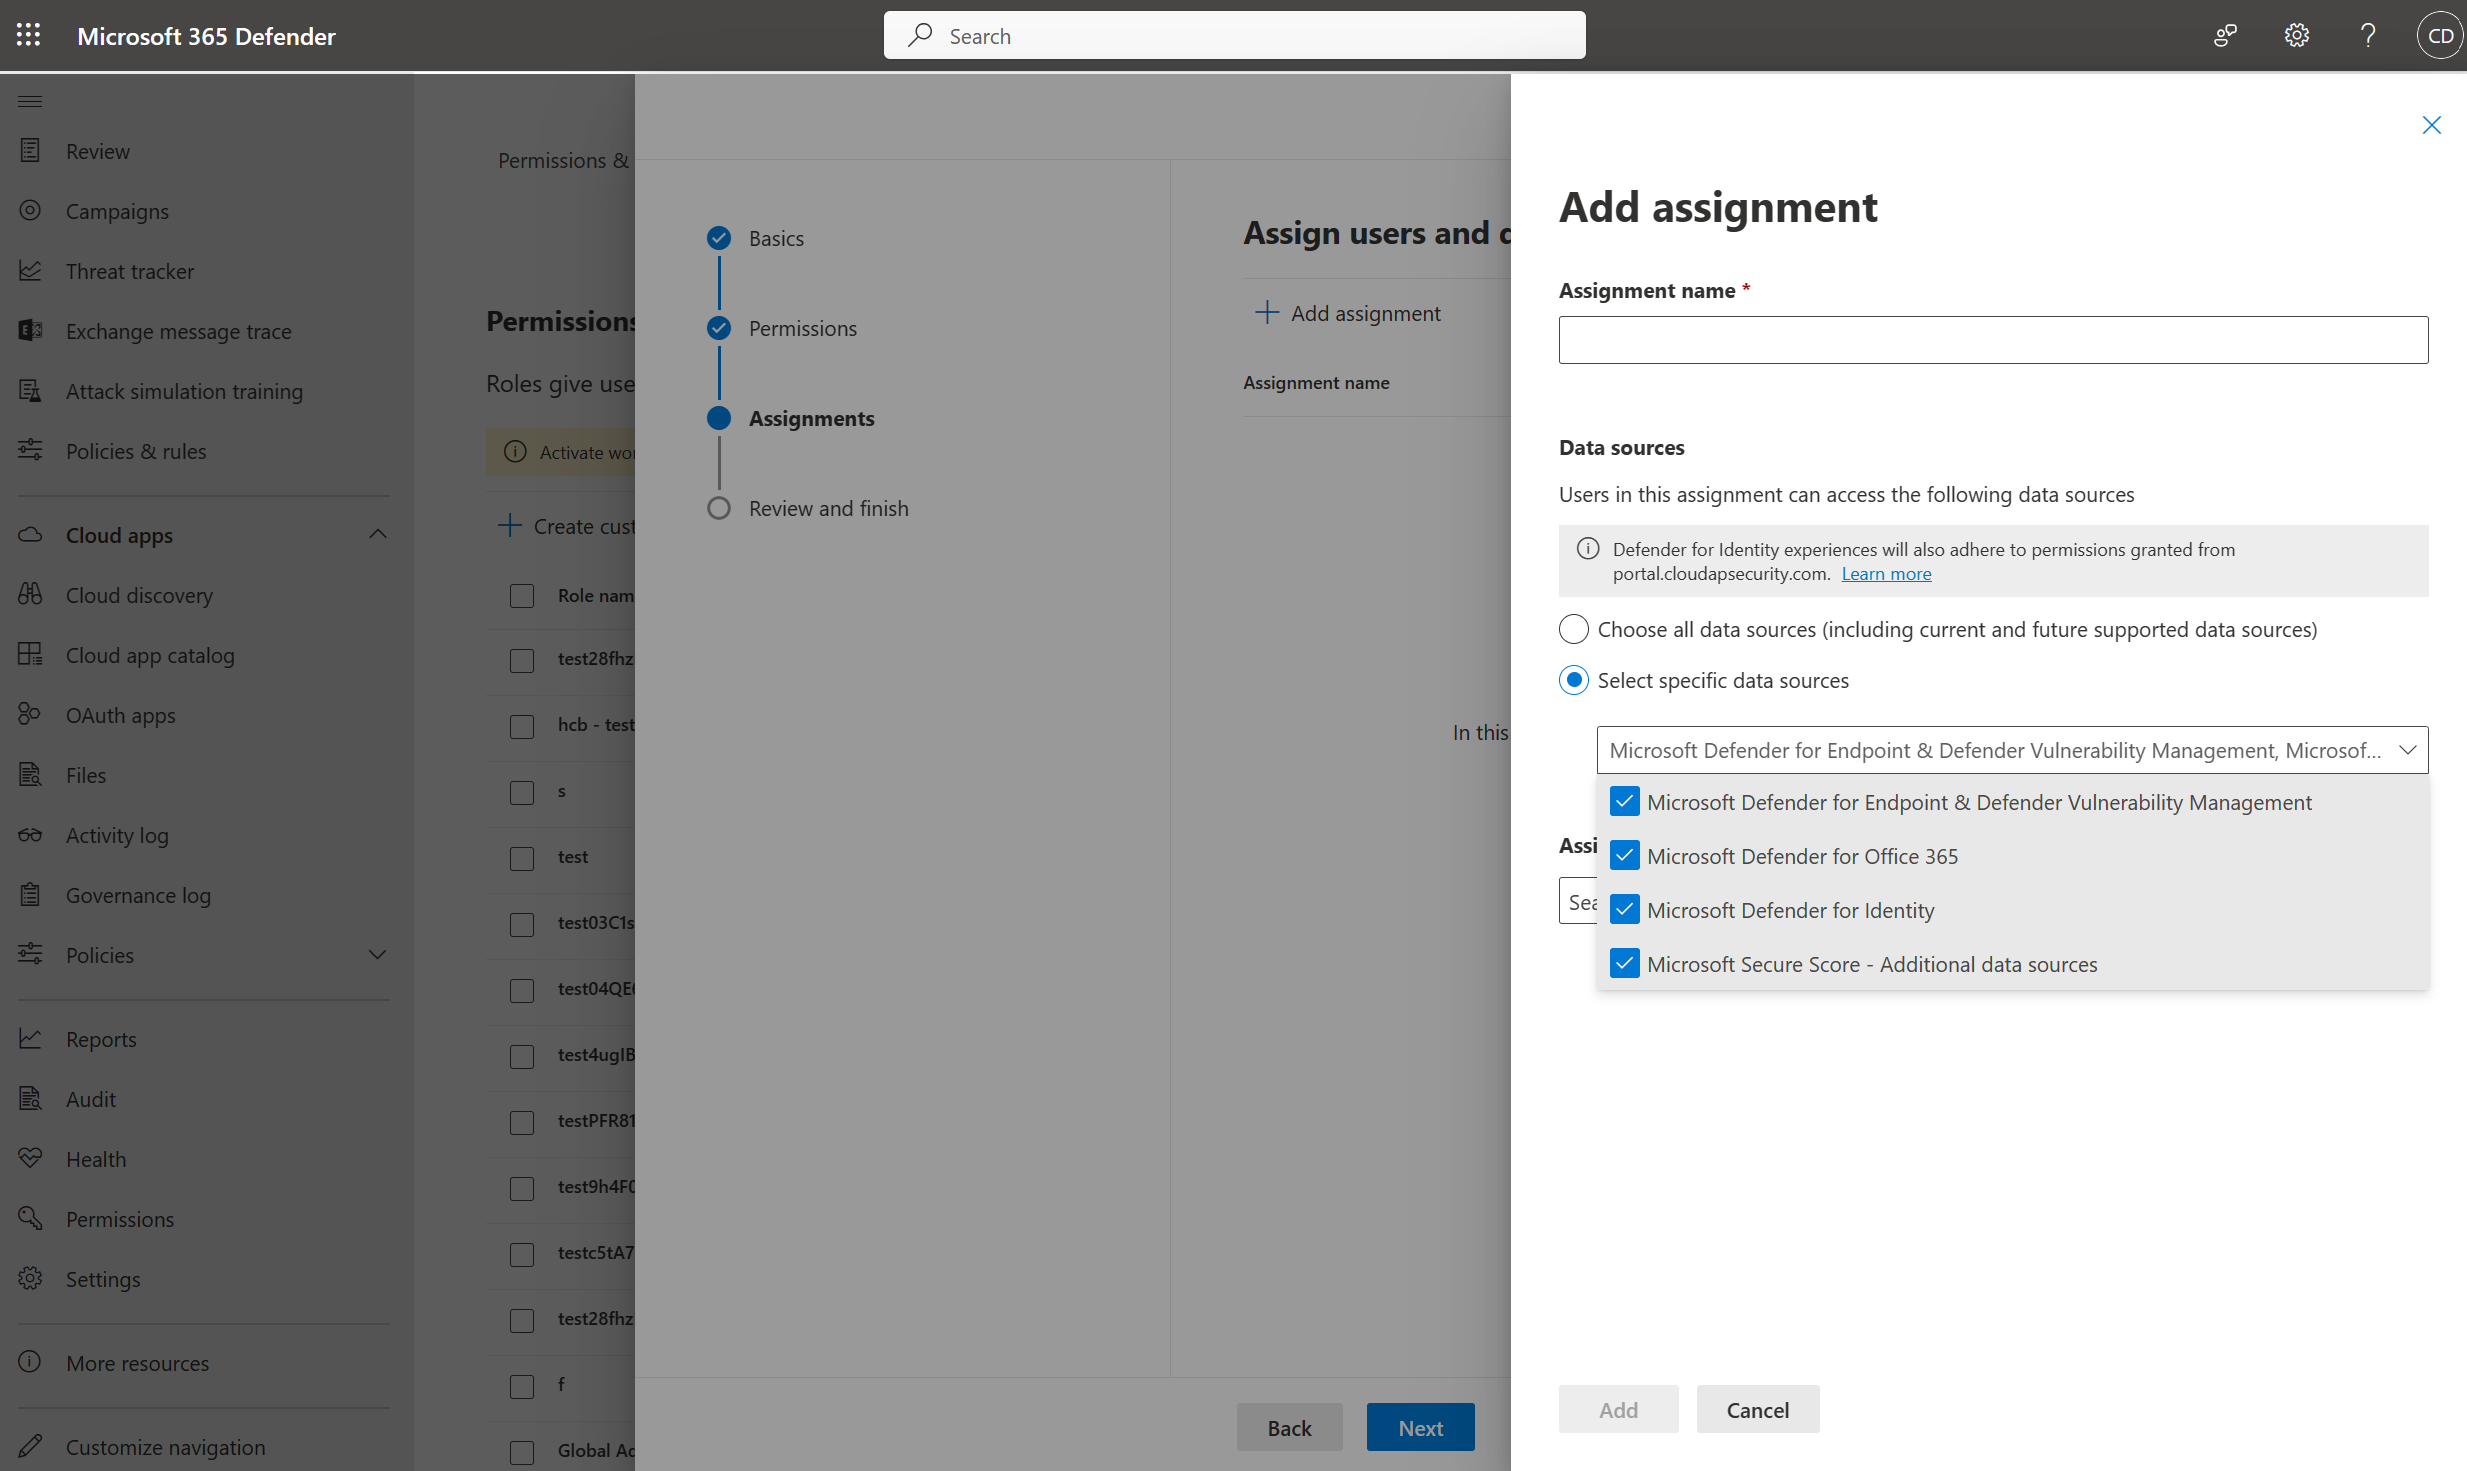 Microsoft 365 Defender
Search
CD
Review
Campaigns
Threat tracker
Exchange message trace
Attack simulation training
Policies & rules
Cloud apps
Cloud discovery
Cloud app catalog
OAuth apps
Files
Activity log
Governance log
Policies
Reports
Audit
Health
Permissions
Settings
More resources
Customize navigation
Permissions &
Permissions
Roles give use
Activate wor
Create cust
Role nam
test28fhz
hcb - test
s
test
test03C1s
test04QE6
test4uglB
testPFR81
test9h4F0
testc5tA7
test28fhz
f
Global Ad
Basics
Permissions
Assignments
Review and finish
Assign users and d
Add assignment
Assignment name
In this
Back
Next
Add assignment
Assignment name *
Data sources
Users in this assignment can access the following data sources
Defender for Identity experiences will also adhere to permissions granted from
portal.cloudapsecurity.com. Learn more
Choose all data sources (including current and future supported data sources)
Select specific data sources
Microsoft Defender for Endpoint & Defender Vulnerability Management, Microsof...
Microsoft Defender for Endpoint & Defender Vulnerability Management
Assi
Microsoft Defender for Office 365
Sea
Microsoft Defender for Identity
Microsoft Secure Score - Additional data sources
Add
Cancel